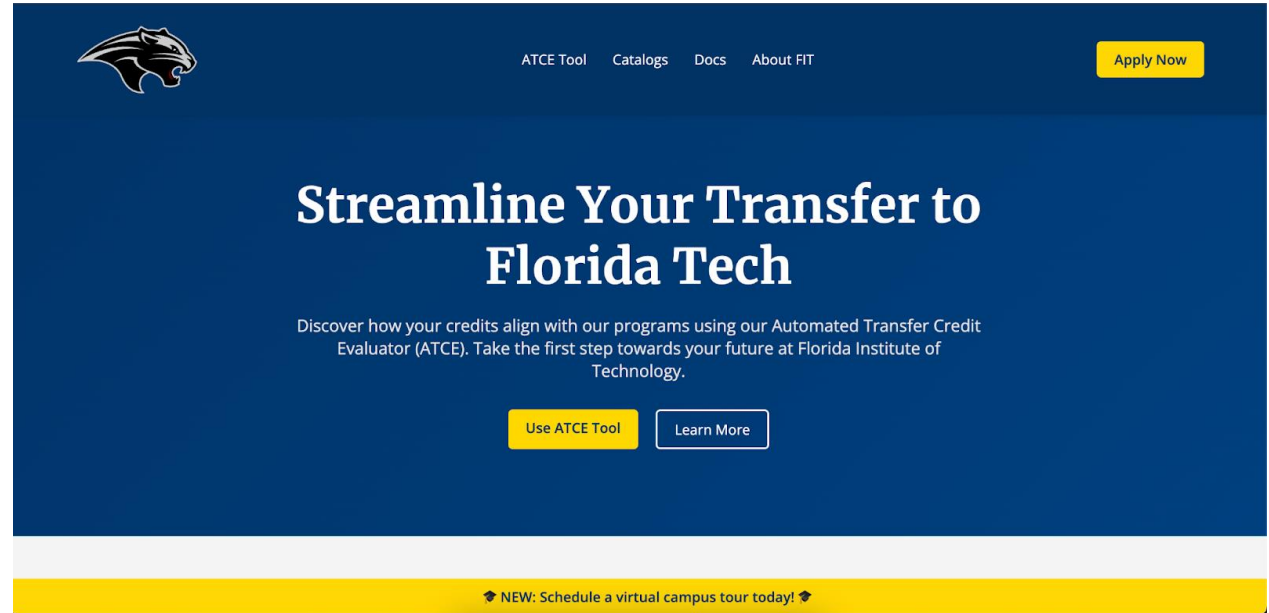 ATCE Tool Catalogs Docs About FIT Apply Now
Streamline Your Transfer to
Florida Tech
Discover how your credits align with our programs using our Automated Transfer Credit
Evaluator (ATCE). Take the first step towards your future at Florida Institute of
Technology.
Use ATCE Tool Learn More
🎓 NEW: Schedule a virtual campus tour today! 🎓